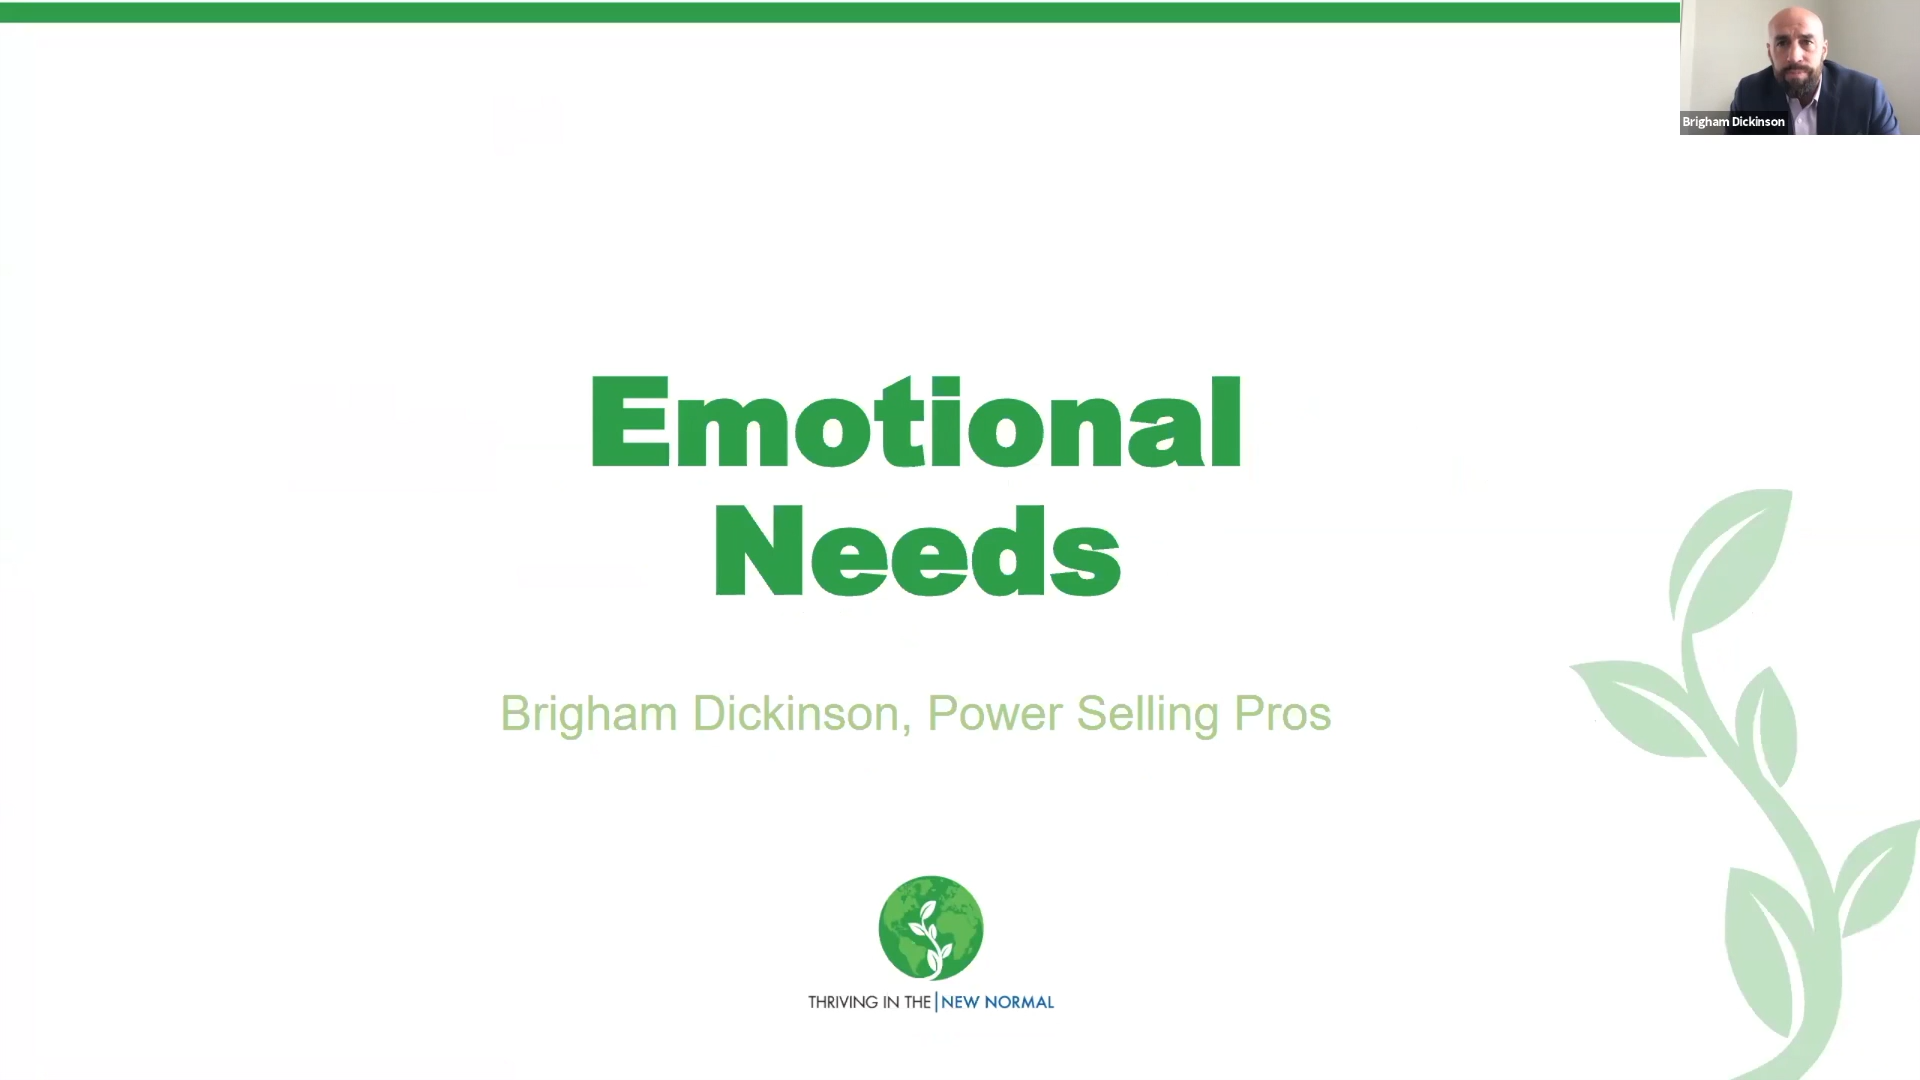 Brigham Dickinson
Emotional
Needs
Brigham Dickinson, Power Selling Pros
THRIVING IN THE|NEW NORMAL